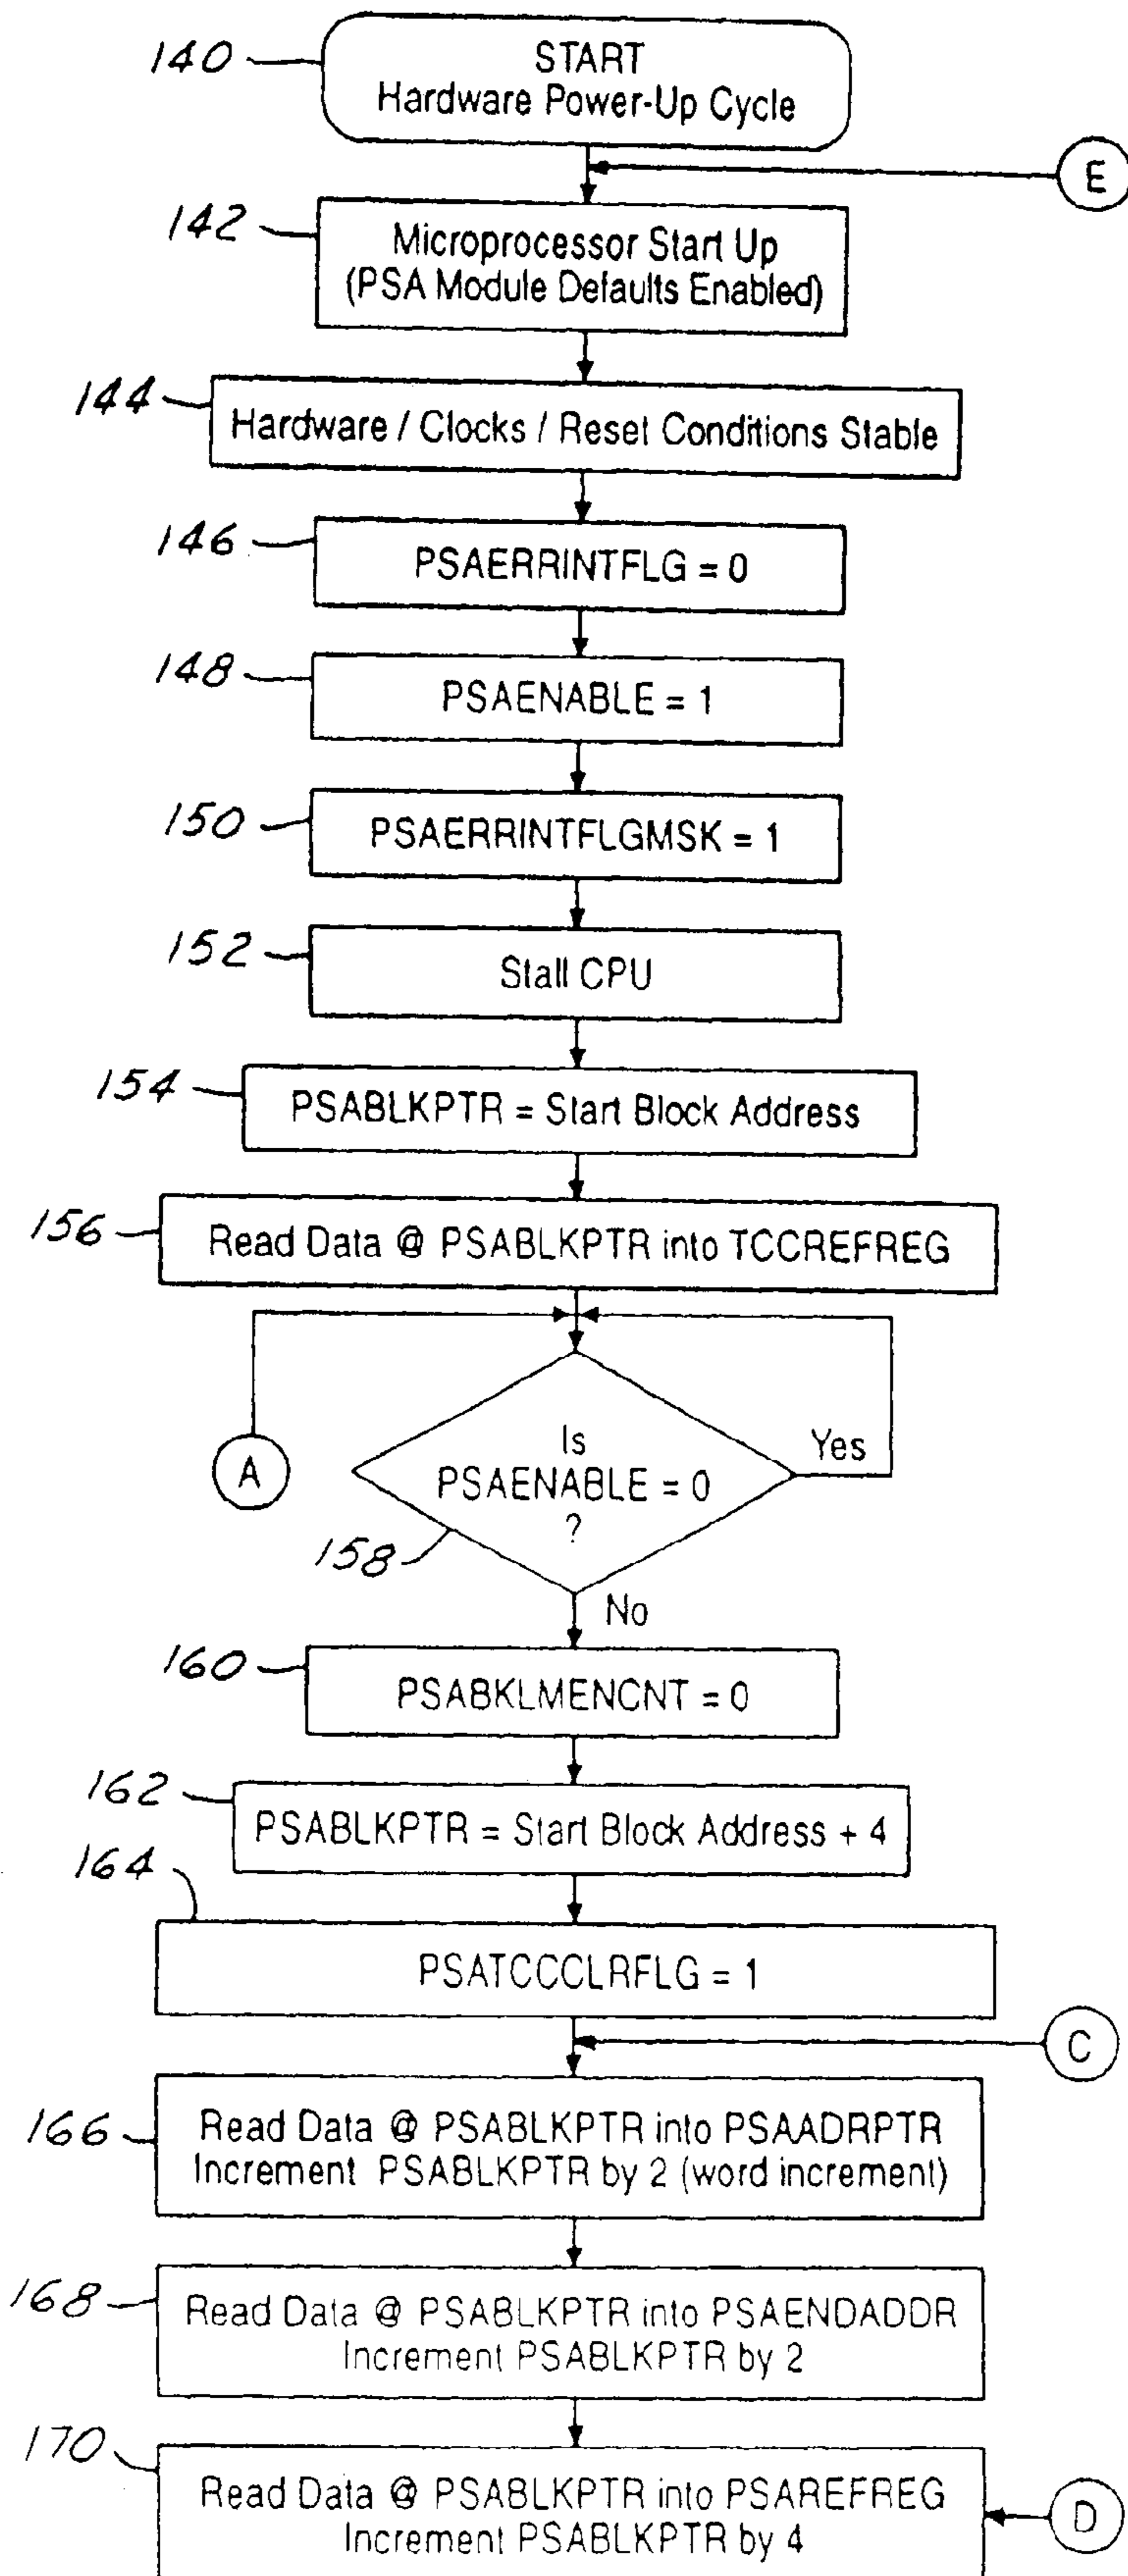 140
START
Hardware Power-Up Cycle
E
142
Microprocessor Start Up
(PSA Module Defaults Enabled)
144
Hardware / Clocks / Reset Conditions Stable
146
PSAERRINTFLG = 0
148
PSAENABLE = 1
150
PSAERRINTFLGMSK = 1
152
Stall CPU
154
PSABLKPTR = Start Block Address
156
Read Data @ PSABLKPTR into TCCREFREG
A
Is
PSAENABLE = 0
?
Yes
158
No
160
PSABKLMENCNT = 0
162
PSABLKPTR = Start Block Address + 4
164
PSATCCCLRFLG = 1
C
166
Read Data @ PSABLKPTR into PSAADRPTR
Increment PSABLKPTR by 2 (word increment)
168
Read Data @ PSABLKPTR into PSAENDADDR
Increment PSABLKPTR by 2
170
Read Data @ PSABLKPTR into PSAREFREG
Increment PSABLKPTR by 4
D